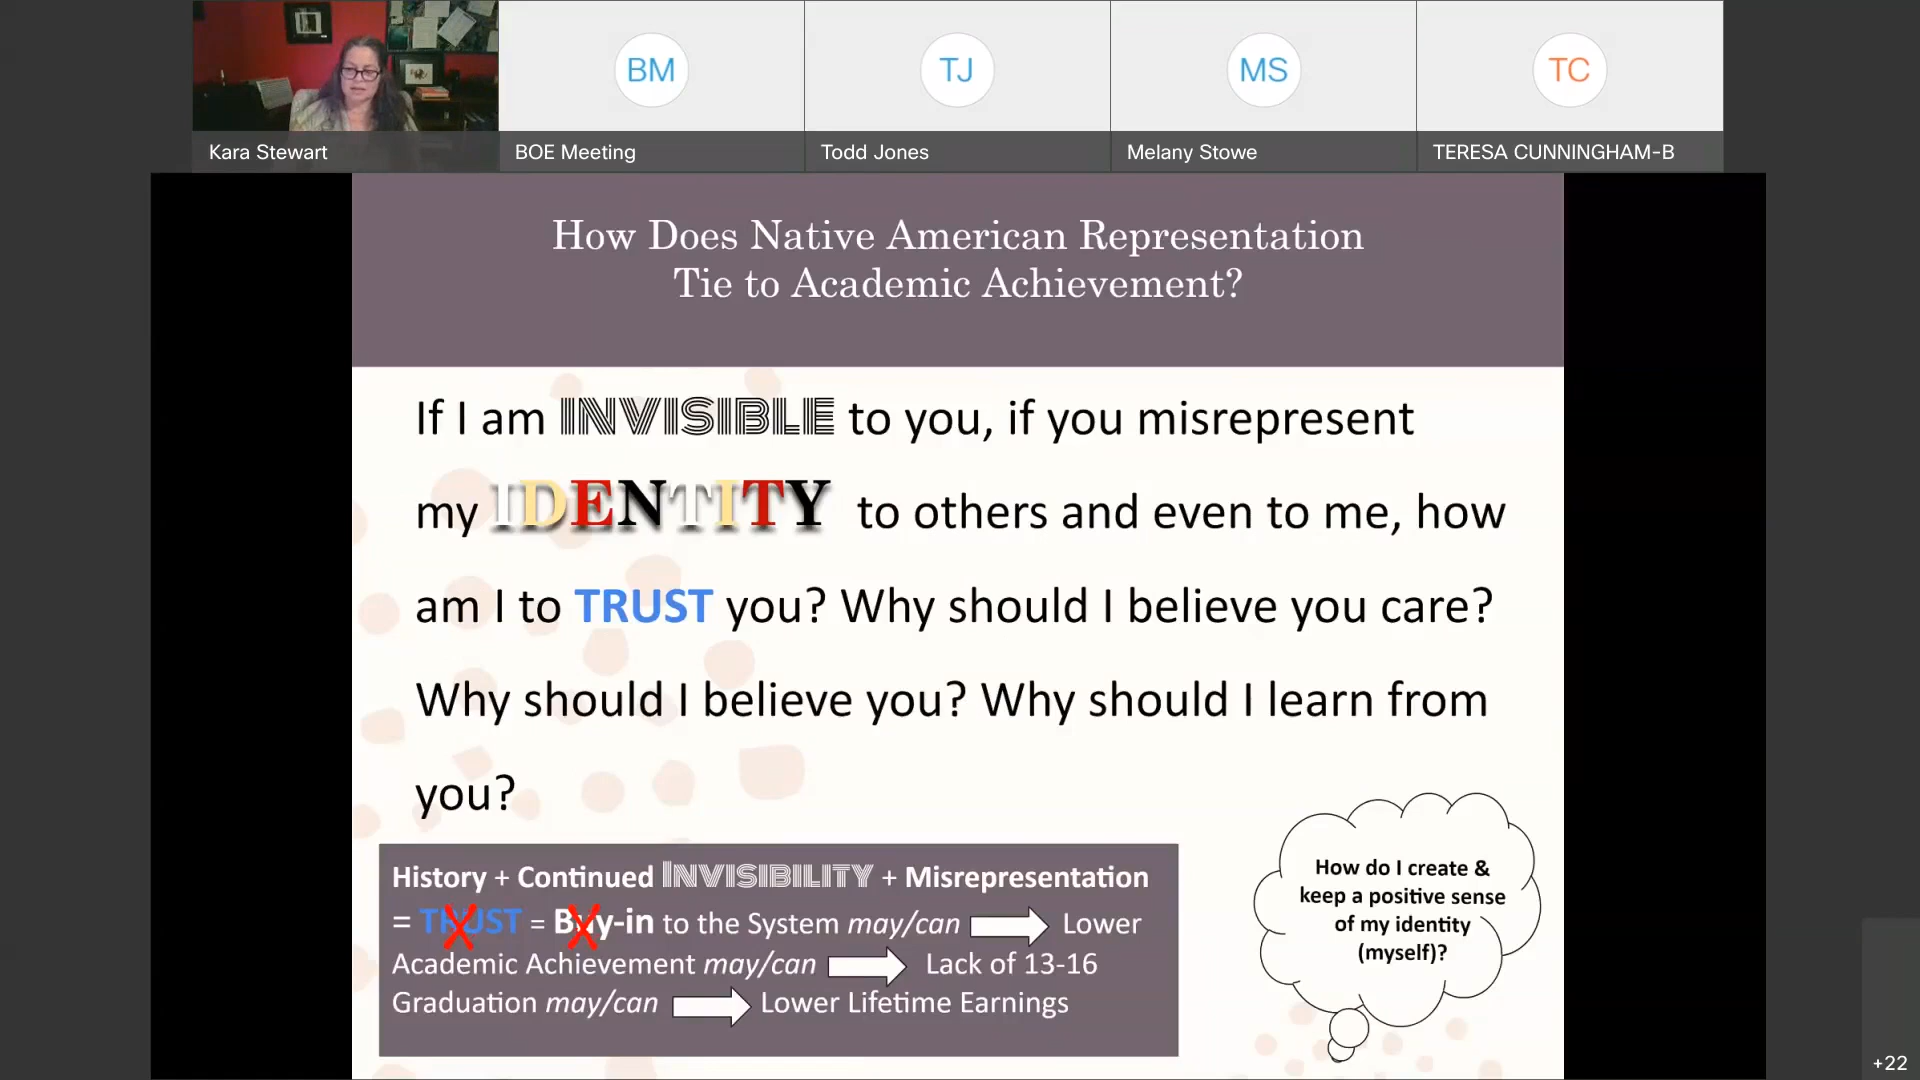 BM
TJ
MS
TC
Kara Stewart
BOE Meeting
Todd Jones
Melany Stowe
TERESA CUNNINGHAM-B
How Does Native American Representation
Tie to Academic Achievement?
If I am INVISIBLE to you, if you misrepresent
my IDENTITY to others and even to me, how
am I to TRUST you? Why should I believe you care?
Why should I believe you? Why should I learn from
you?
History + Continued INVISIBILITY + Misrepresentation
= TRUST = Buy-in to the System may/can Lower
Academic Achievement may/can Lack of 13-16
Graduation may/can Lower Lifetime Earnings
How do I create &
keep a positive sense
of my identity
(myself)?
+22